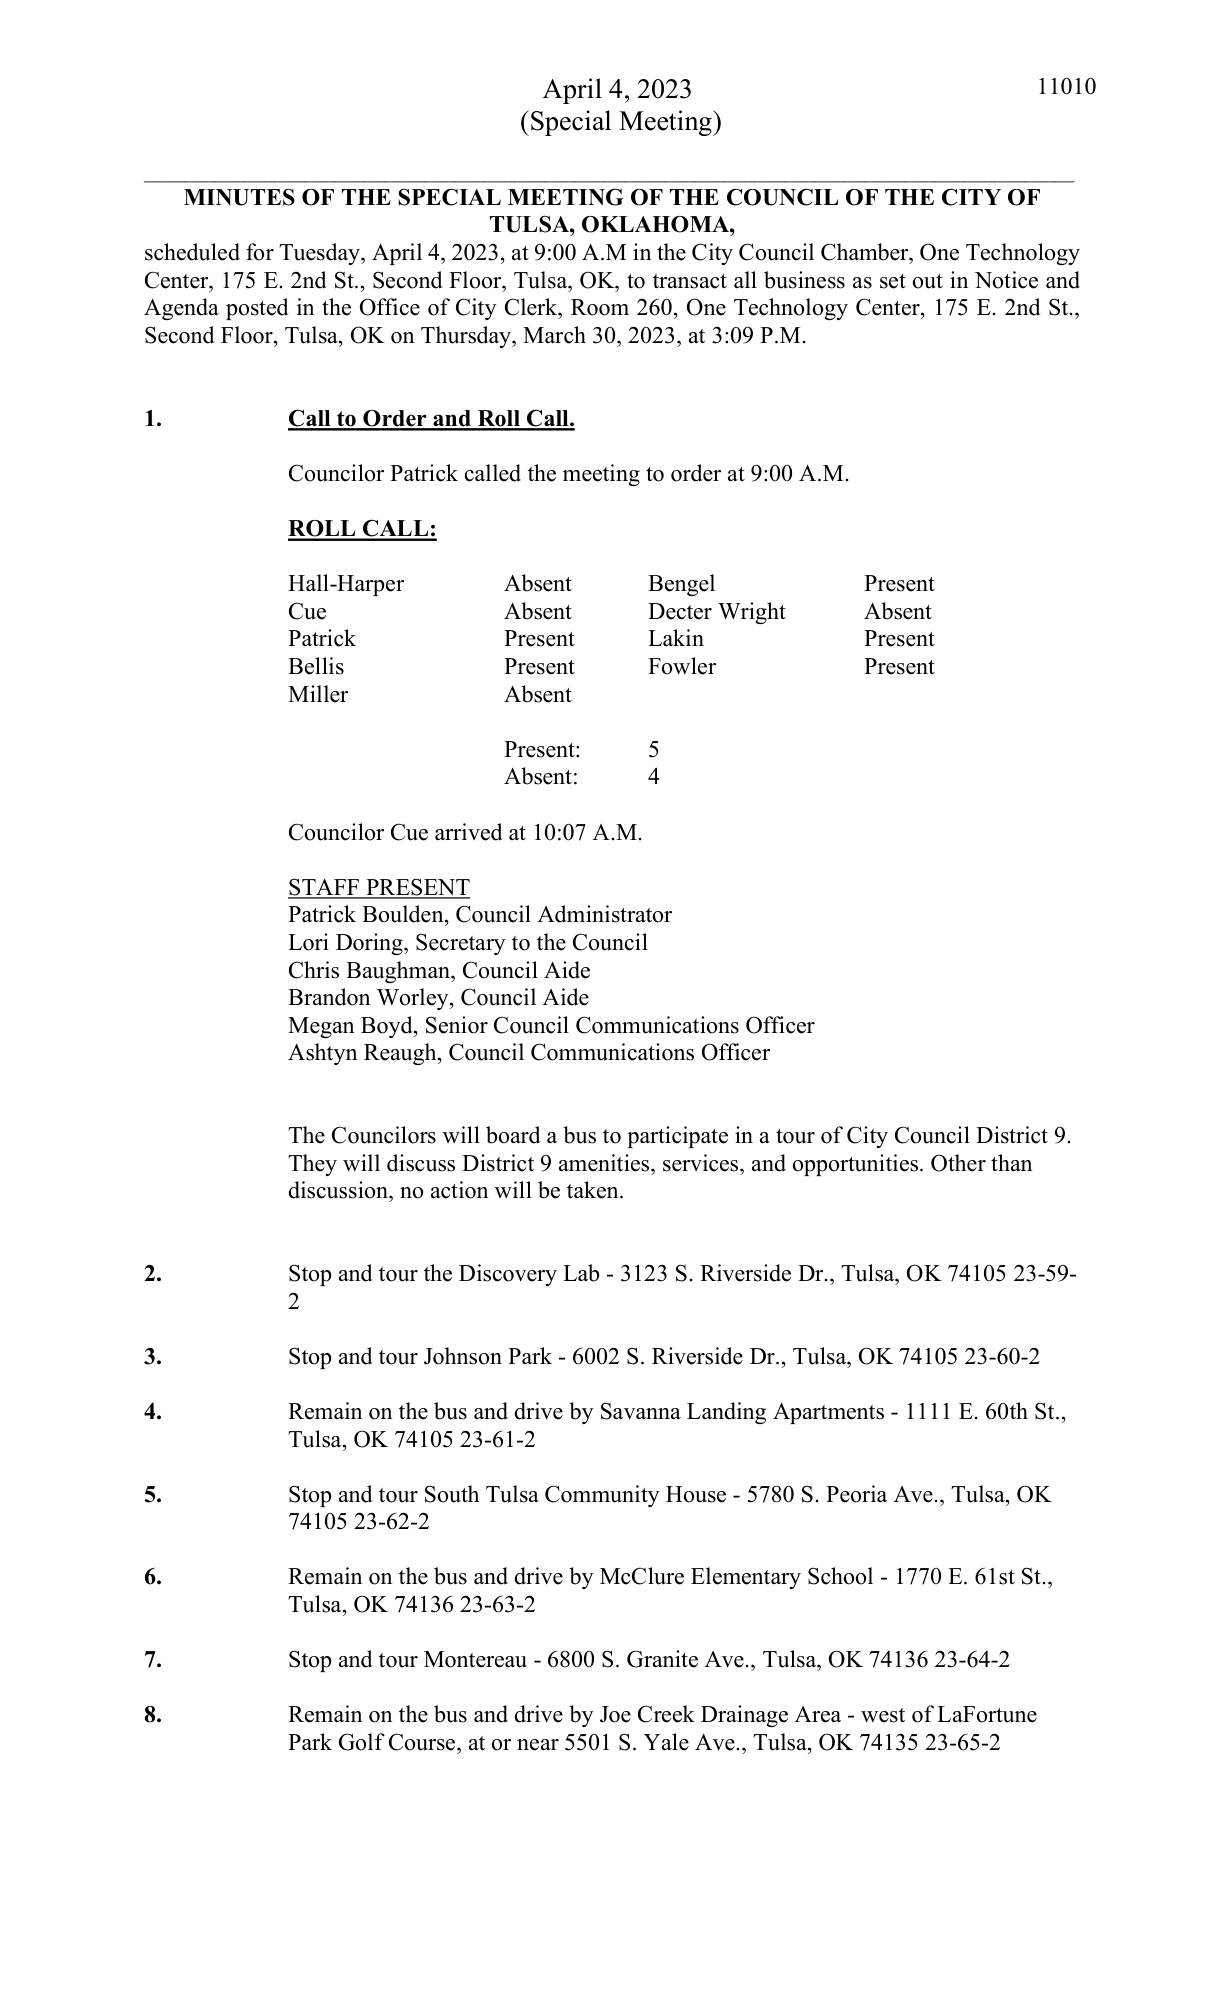 April 4, 2023
11010
(Special Meeting)
MINUTES OF THE SPECIAL MEETING OF THE COUNCIL OF THE CITY OF
TULSA, OKLAHOMA,
scheduled for Tuesday, April 4, 2023, at 9:00 A.M in the City Council Chamber, One Technology
Center, 175 E. 2nd St., Second Floor, Tulsa, OK, to transact all business as set out in Notice and
Agenda posted in the Office of City Clerk, Room 260, One Technology Center, 175 E. 2nd St.,
Second Floor, Tulsa, OK on Thursday, March 30, 2023, at 3:09 P.M.
1. Call to Order and Roll Call.
Councilor Patrick called the meeting to order at 9:00 A.M.
ROLL CALL:
Hall-Harper Absent Bengel Present
Cue Absent Decter Wright Absent
Patrick Present Lakin Present
Bellis Present Fowler Present
Miller Absent
Present: 5
Absent: 4
Councilor Cue arrived at 10:07 A.M.
STAFF PRESENT
Patrick Boulden, Council Administrator
Lori Doring, Secretary to the Council
Chris Baughman, Council Aide
Brandon Worley, Council Aide
Megan Boyd, Senior Council Communications Officer
Ashtyn Reaugh, Council Communications Officer
The Councilors will board a bus to participate in a tour of City Council District 9.
They will discuss District 9 amenities, services, and opportunities. Other than
discussion, no action will be taken.
2. Stop and tour the Discovery Lab - 3123 S. Riverside Dr., Tulsa, OK 74105 23-59-
2
3. Stop and tour Johnson Park - 6002 S. Riverside Dr., Tulsa, OK 74105 23-60-2
4. Remain on the bus and drive by Savanna Landing Apartments - 1111 E. 60th St.,
Tulsa, OK 74105 23-61-2
5. Stop and tour South Tulsa Community House - 5780 S. Peoria Ave., Tulsa, OK
74105 23-62-2
6. Remain on the bus and drive by McClure Elementary School - 1770 E. 61st St.,
Tulsa, OK 74136 23-63-2
7. Stop and tour Montereau - 6800 S. Granite Ave., Tulsa, OK 74136 23-64-2
8. Remain on the bus and drive by Joe Creek Drainage Area - west of LaFortune
Park Golf Course, at or near 5501 S. Yale Ave., Tulsa, OK 74135 23-65-2